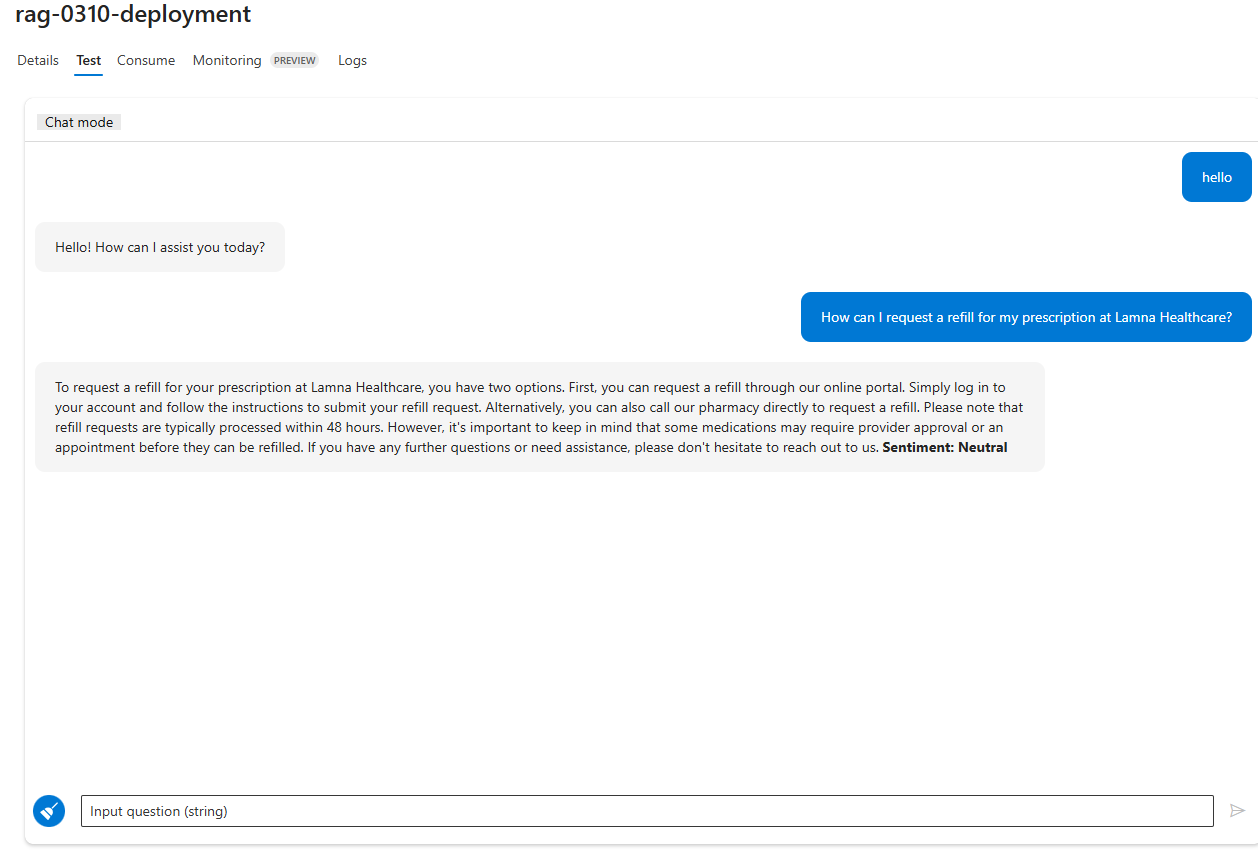 rag-0310-deployment
Details Test Consume Monitoring PREVIEW Logs
Chat mode
hello
Hello! How can I assist you today?
How can I request a refill for my prescription at Lamna Healthcare?
To request a refill for your prescription at Lamna Healthcare, you have two options. First, you can request a refill through our online portal. Simply log in to
your account and follow the instructions to submit your refill request. Alternatively, you can also call our pharmacy directly to request a refill. Please note that
refill requests are typically processed within 48 hours. However, it's important to keep in mind that some medications may require provider approval or an
appointment before they can be refilled. If you have any further questions or need assistance, please don't hesitate to reach out to us. Sentiment: Neutral
Input question (string)